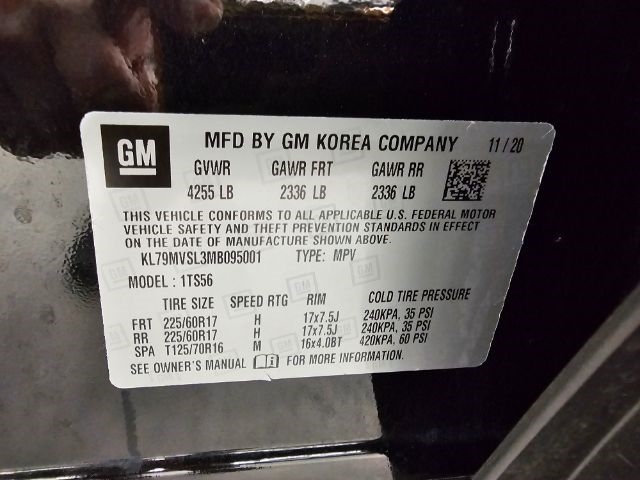 GM MFD BY GM KOREA COMPANY 11/20
GVWR GAWR FRT GAWR RR
4255 LB 2336 LB 2336 LB
THIS VEHICLE CONFORMS TO ALL APPLICABLE U.S. FEDERAL MOTOR
VEHICLE SAFETY AND THEFT PREVENTION STANDARDS IN EFFECT
ON THE DATE OF MANUFACTURE SHOWN ABOVE.
KL79MVSL3MB095001 TYPE: MPV
MODEL : 1TS56
TIRE SIZE SPEED RTG RIM COLD TIRE PRESSURE
FRT 225/60R17 H 17x7.5J 240KPA, 35 PSI
RR 225/60R17 H 17x7.5J 240KPA, 35 PSI
SPA T125/70R16 M 16x4.0BT 420KPA, 60 PSI
SEE OWNER'S MANUAL FOR MORE INFORMATION.